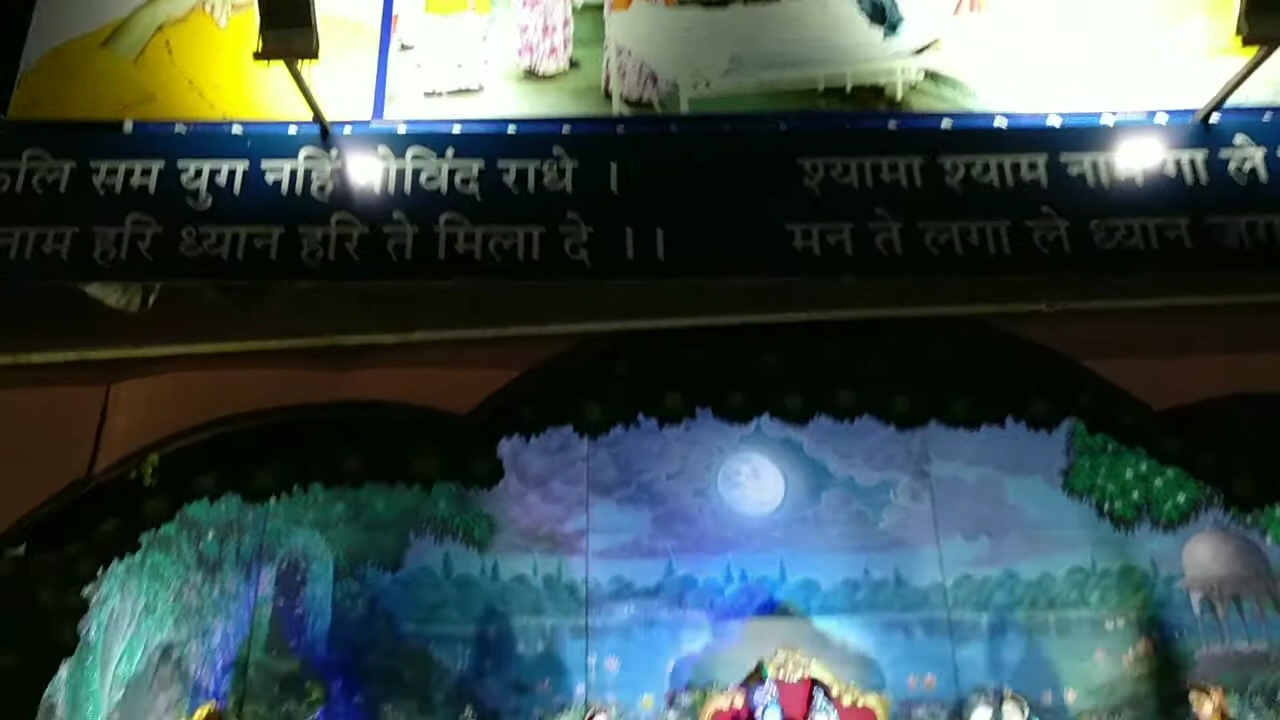 कलि सम युग नहिं गोविंद राधे ।
नाम हरि ध्यान हरि ते मिला दे ।।
श्यामा श्याम नाम गा ले
मन ते लगा ले ध्यान